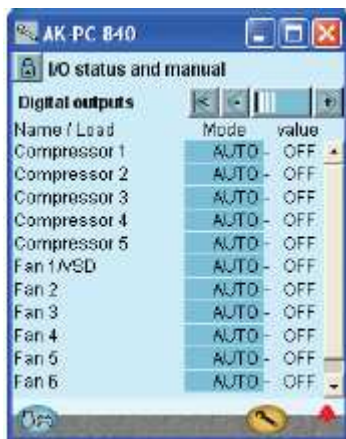 AK-PC 840
I/O status and manual
Digital outputs
Name / Load Mode value
Compressor 1 AUTO - OFF
Compressor 2 AUTO - OFF
Compressor 3 AUTO - OFF
Compressor 4 AUTO - OFF
Compressor 5 AUTO - OFF
Fan 1/VSD AUTO - OFF
Fan 2 AUTO - OFF
Fan 3 AUTO - OFF
Fan 4 AUTO - OFF
Fan 5 AUTO - OFF
Fan 6 AUTO - OFF